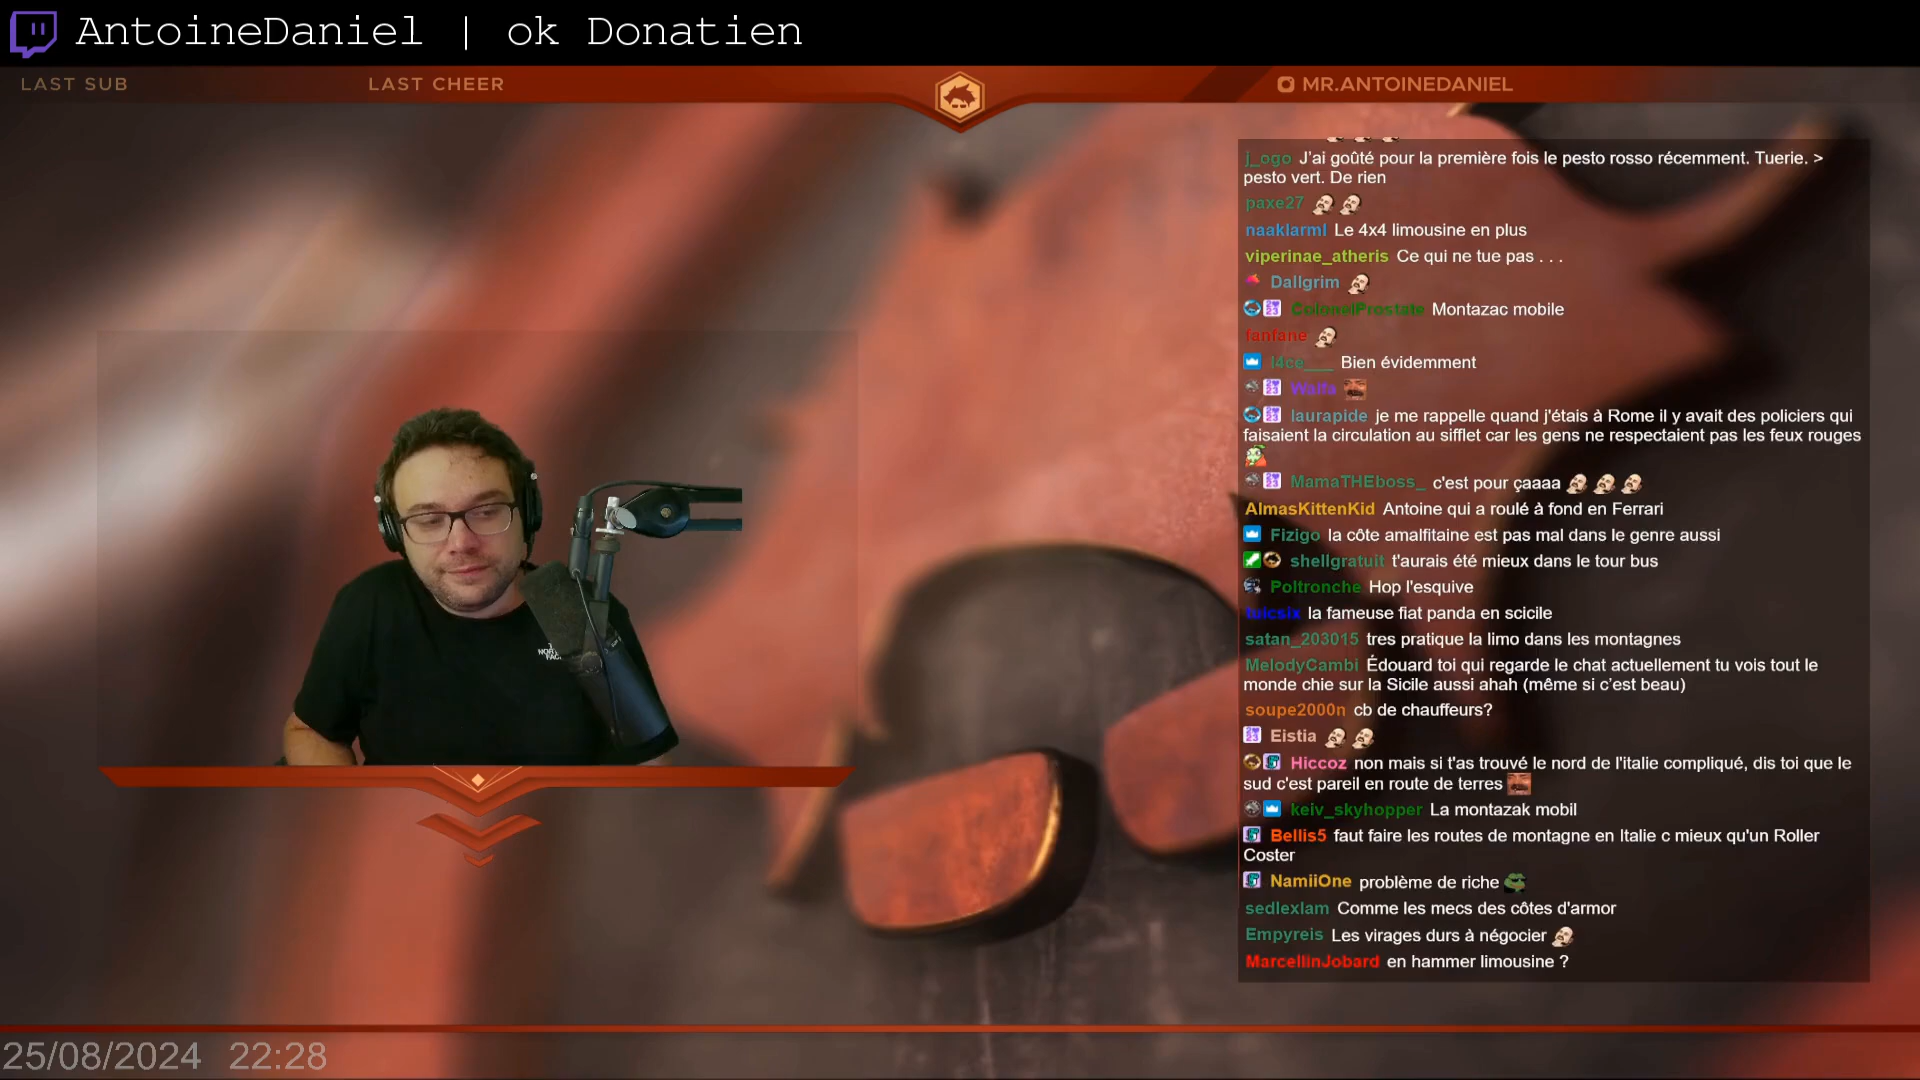 AntoineDaniel | ok Donatien
LAST SUB
LAST CHEER
MR.ANTOINEDANIEL
j_ogo J'ai goûté pour la première fois le pesto rosso récemment. Tuerie. >
pesto vert. De rien
paxe27
naaklarml Le 4x4 limousine en plus
viperinae_atheris Ce qui ne tue pas . . .
Dallgrim
ColonelProstate Montazac mobile
fanfane
l4ce___ Bien évidemment
Waifa
laurapide je me rappelle quand j'étais à Rome il y avait des policiers qui
faisaient la circulation au sifflet car les gens ne respectaient pas les feux rouges
MamaTHEboss_ c'est pour çaaaa
AlmasKittenKid Antoine qui a roulé à fond en Ferrari
Fizigo la côte amalfitaine est pas mal dans le genre aussi
shellgratuit t'aurais été mieux dans le tour bus
Poltronche Hop l'esquive
tuicsix la fameuse fiat panda en scicile
satan_203015 tres pratique la limo dans les montagnes
MelodyCambi Édouard toi qui regarde le chat actuellement tu vois tout le
monde chie sur la Sicile aussi ahah (même si c'est beau)
soupe2000n cb de chauffeurs?
Eistia
Hiccoz non mais si t'as trouvé le nord de l'italie compliqué, dis toi que le
sud c'est pareil en route de terres
keiv_skyhopper La montazak mobil
Bellis5 faut faire les routes de montagne en Italie c mieux qu'un Roller
Coster
NamiiOne problème de riche
sedlexlam Comme les mecs des côtes d'armor
Empyreis Les virages durs à négocier
MarcellinJobard en hammer limousine ?
25/08/2024 22:28